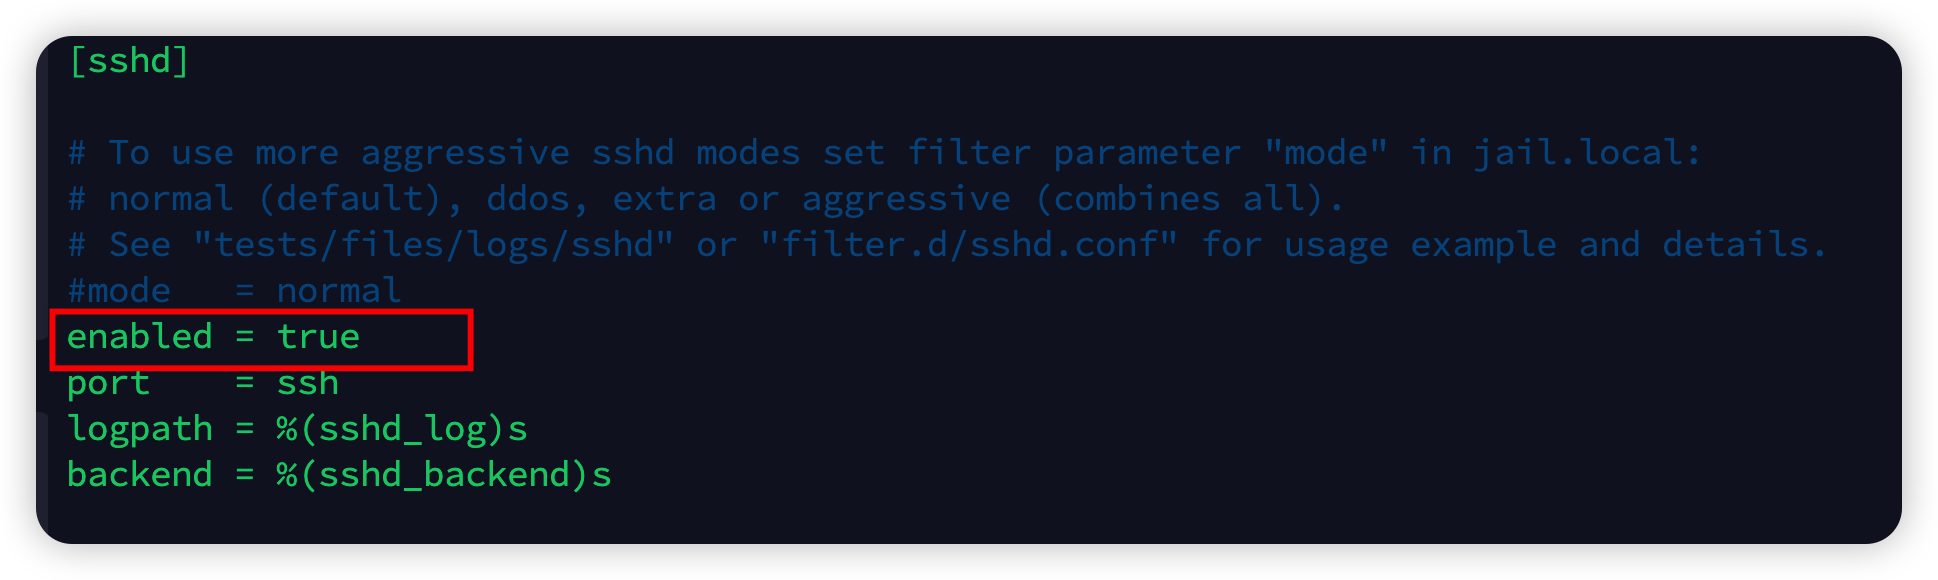 [sshd]
# To use more aggressive sshd modes set filter parameter "mode" in jail.local:
# normal (default), ddos, extra or aggressive (combines all).
# See "tests/files/logs/sshd" or "filter.d/sshd.conf" for usage example and details.
#mode   = normal
enabled = true
port    = ssh
logpath = %(sshd_log)s
backend = %(sshd_backend)s